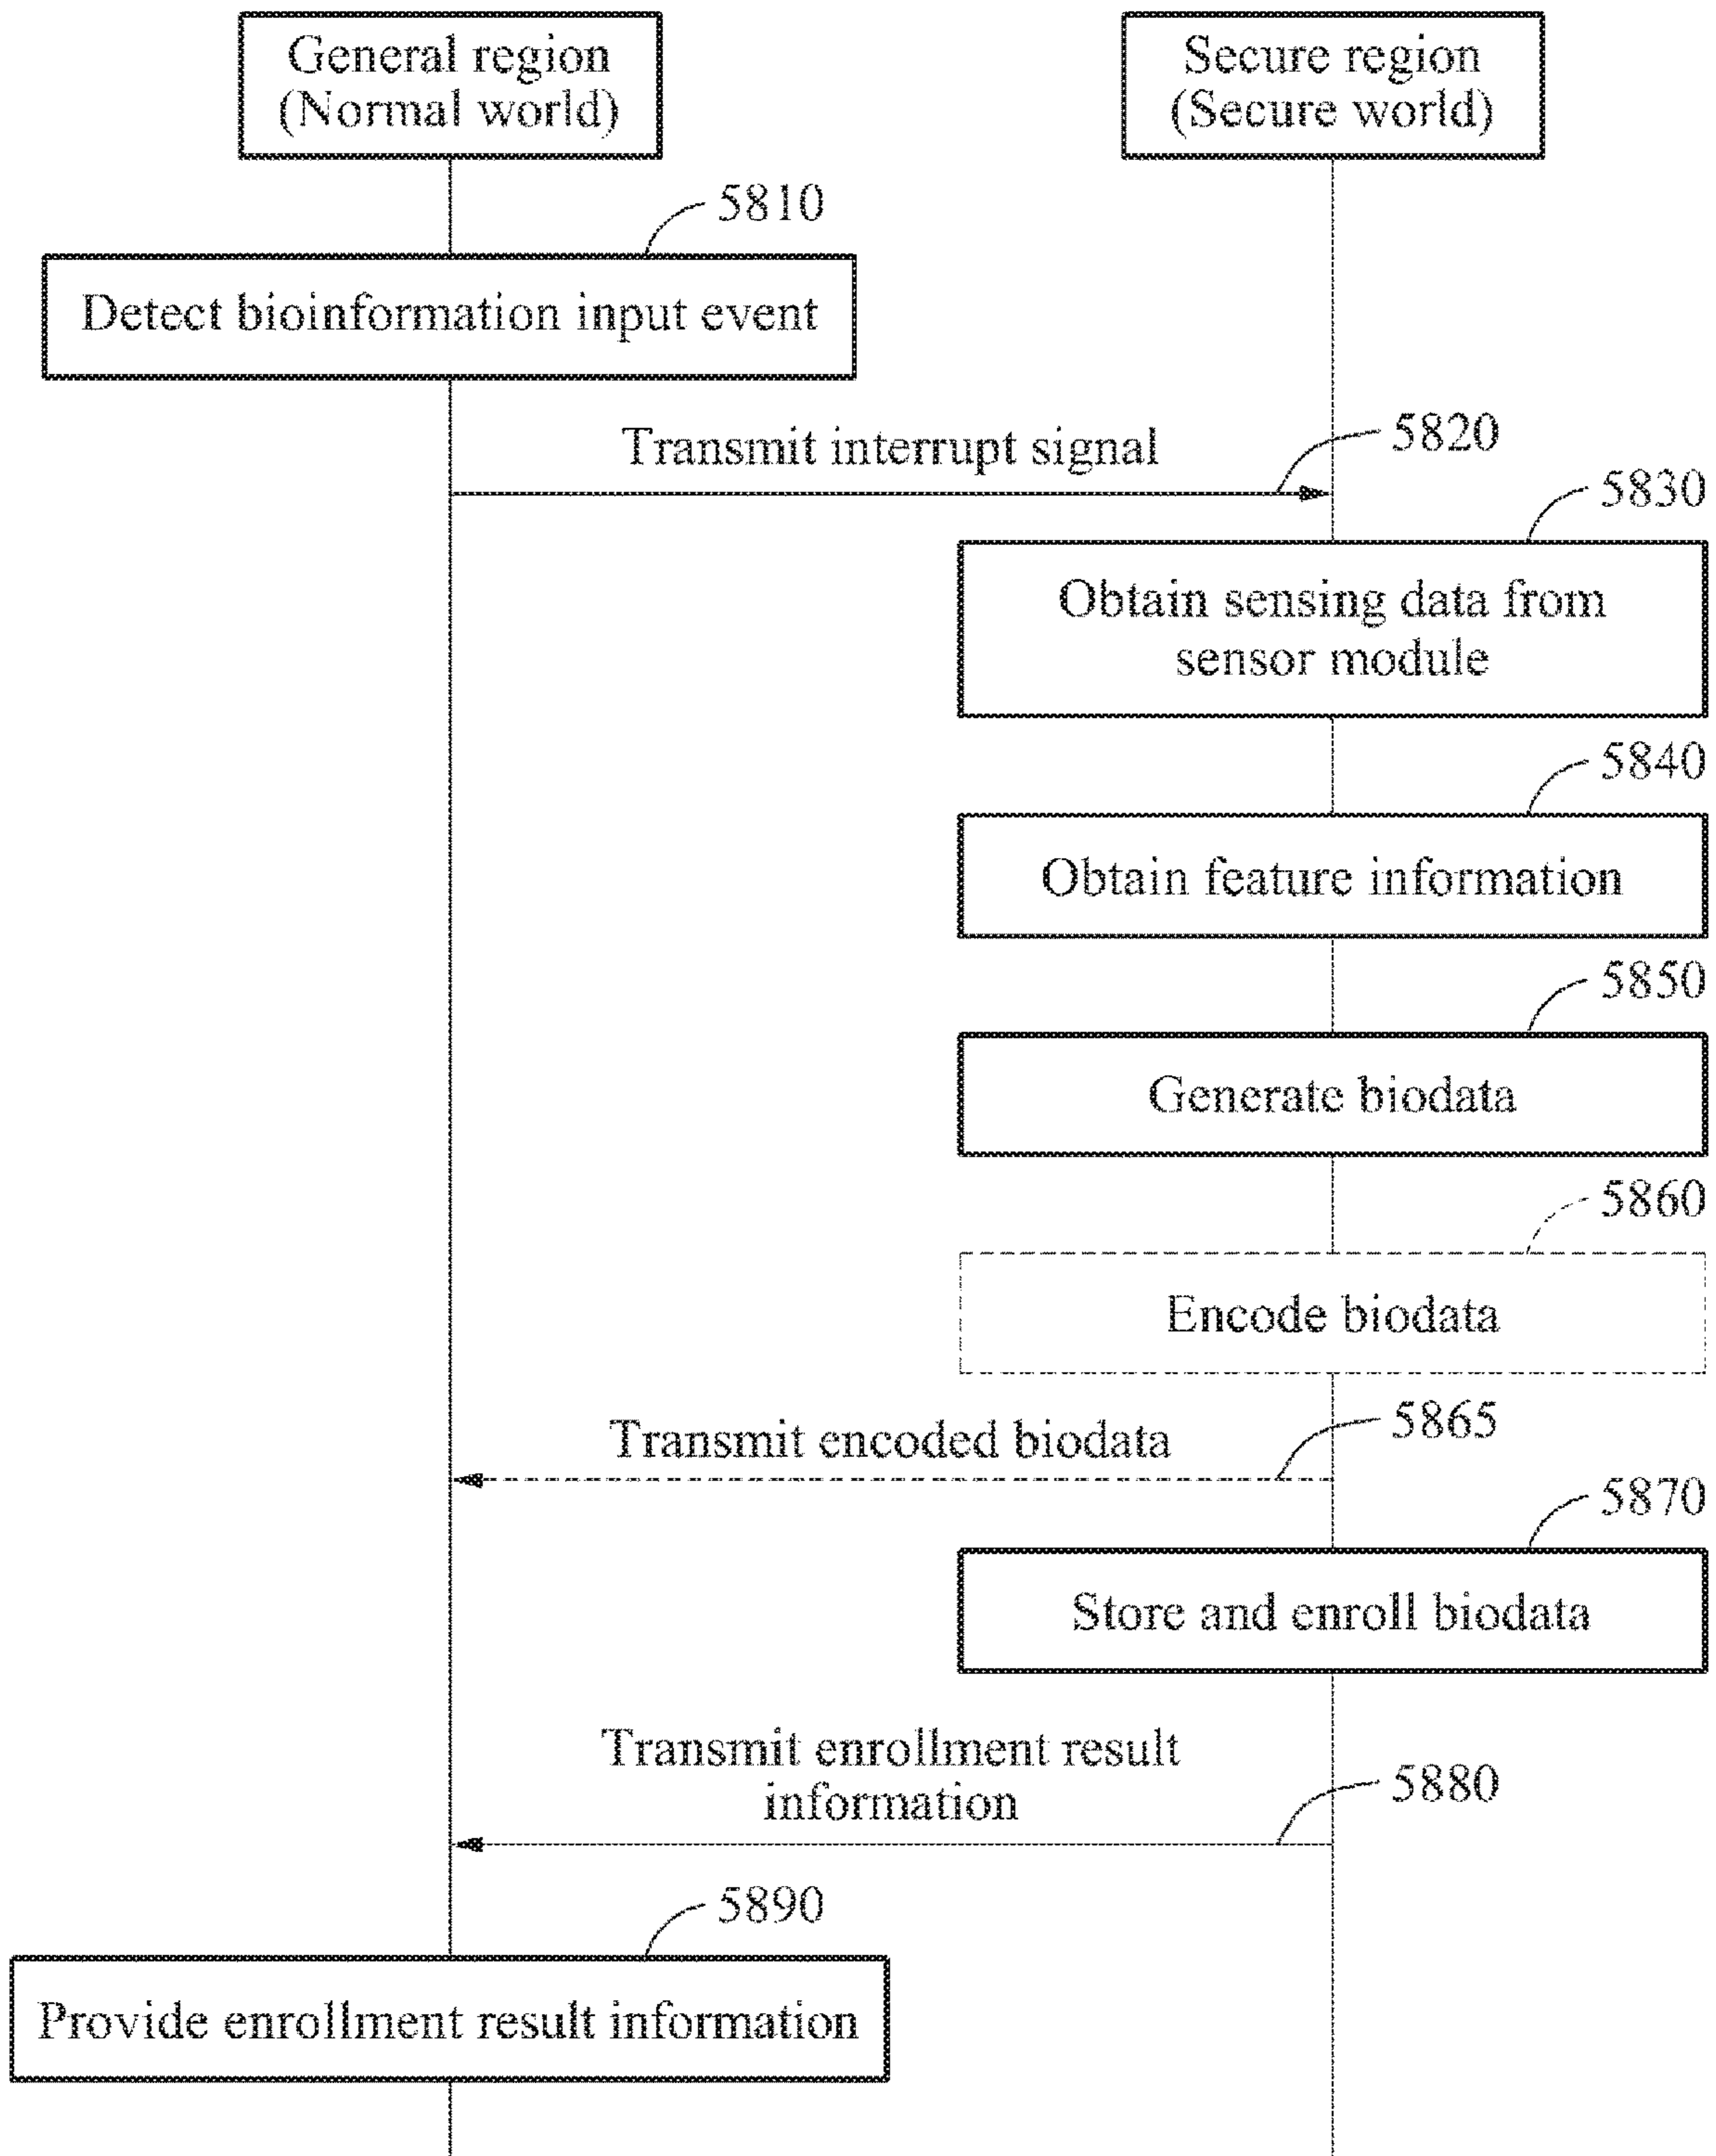 General region
(Normal world)
Secure region
(Secure world)
5810
Detect bioinformation input event
Transmit interrupt signal
5820
5830
Obtain sensing data from
sensor module
5840
Obtain feature information
5850
Generate biodata
5860
Encode biodata
Transmit encoded biodata
5865
5870
Store and enroll biodata
Transmit enrollment result
information
5880
5890
Provide enrollment result information